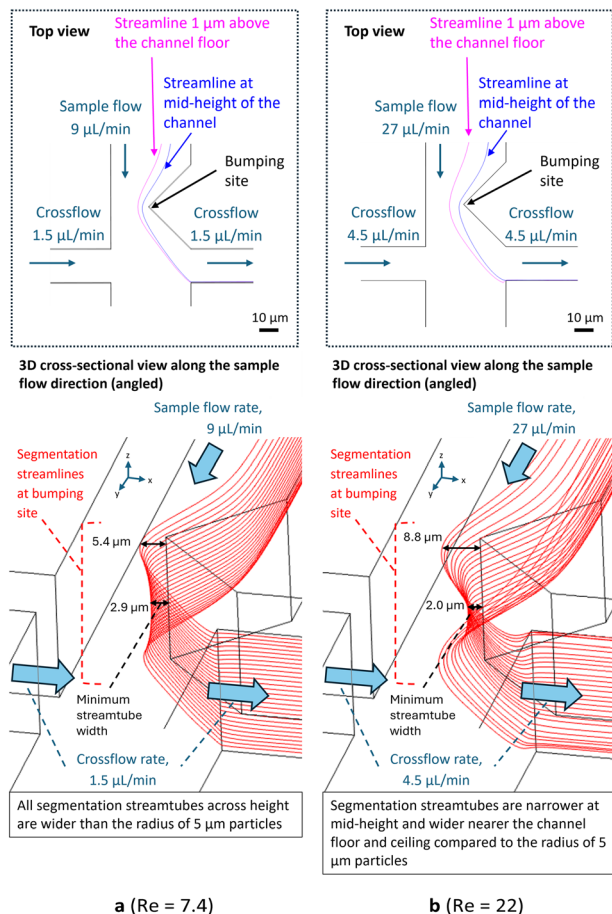 Top view
Streamline 1 µm above
the channel floor
Streamline at
mid-height of the
channel
Sample flow
9 µL/min
Bumping
site
Crossflow
1.5 µL/min
Crossflow
1.5 µL/min
10 µm
3D cross-sectional view along the sample
flow direction (angled)
Sample flow rate,
9 µL/min
Segmentation
streamlines
at bumping
site
z
y
x
5.4 µm
2.9 µm
Minimum
streamtube
width
Crossflow rate,
1.5 µL/min
All segmentation streamtubes across height
are wider than the radius of 5 µm particles
a (Re = 7.4)
Top view
Streamline 1 µm above
the channel floor
Streamline at
mid-height of the
channel
Sample flow
27 µL/min
Bumping
site
Crossflow
4.5 µL/min
Crossflow
4.5 µL/min
10 µm
3D cross-sectional view along the sample
flow direction (angled)
Sample flow rate,
27 µL/min
Segmentation
streamlines
at bumping
site
z
y
x
8.8 µm
2.0 µm
Minimum
streamtube
width
Crossflow rate,
4.5 µL/min
Segmentation streamtubes are narrower at
mid-height and wider nearer the channel
floor and ceiling compared to the radius of 5
µm particles
b (Re = 22)